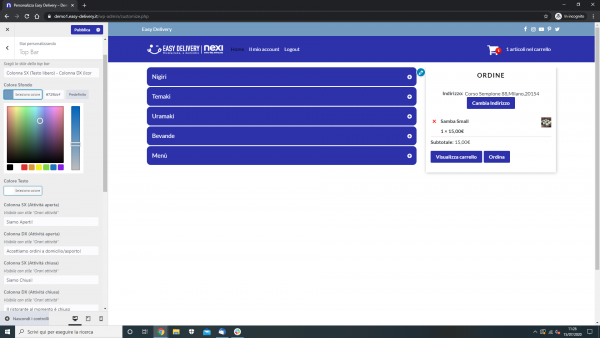 Personalizza Easy Delivery - Den
demo1.easy-delivery.it/wp-admin/customize.php
In incognito
Pubblica
Stai personalizzando
Top Bar
Scegli lo stile della top bar
Colonna SX (Testo libero) - Colonna DX (Icor
Colore Sfondo
Seleziona colore
Predefinito
Colore Testo
Seleziona colore
Colonna SX (Attività aperta)
Visibile con stile "Orari attività"
Siamo Aperti!
Colonna DX (Attività aperta)
Visibile con stile "Orari attività"
Accettiamo ordini a domicilio/asporto!
Colonna SX (Attività chiusa)
Visibile con stile "Orari attività"
Siamo Chiusi!
Colonna DX (Attività chiusa)
Visibile con stile "Orari attività"
Il ristorante al momento è chiuso
Nascondi i controlli
Easy Delivery
EASY DELIVERY
nexi
Home
Il mio account
Logout
1 articoli nel carrello
Nigiri
Temaki
Uramaki
Bevande
Menù
ORDINE
Indirizzo: Corso Sempione 88,Milano,20154
Cambia Indirizzo
Samba Small
1 × 15,00€
Subtotale: 15,00€
Visualizza carrello
Ordina
Scrivi qui per eseguire la ricerca
11:26
15/07/2020